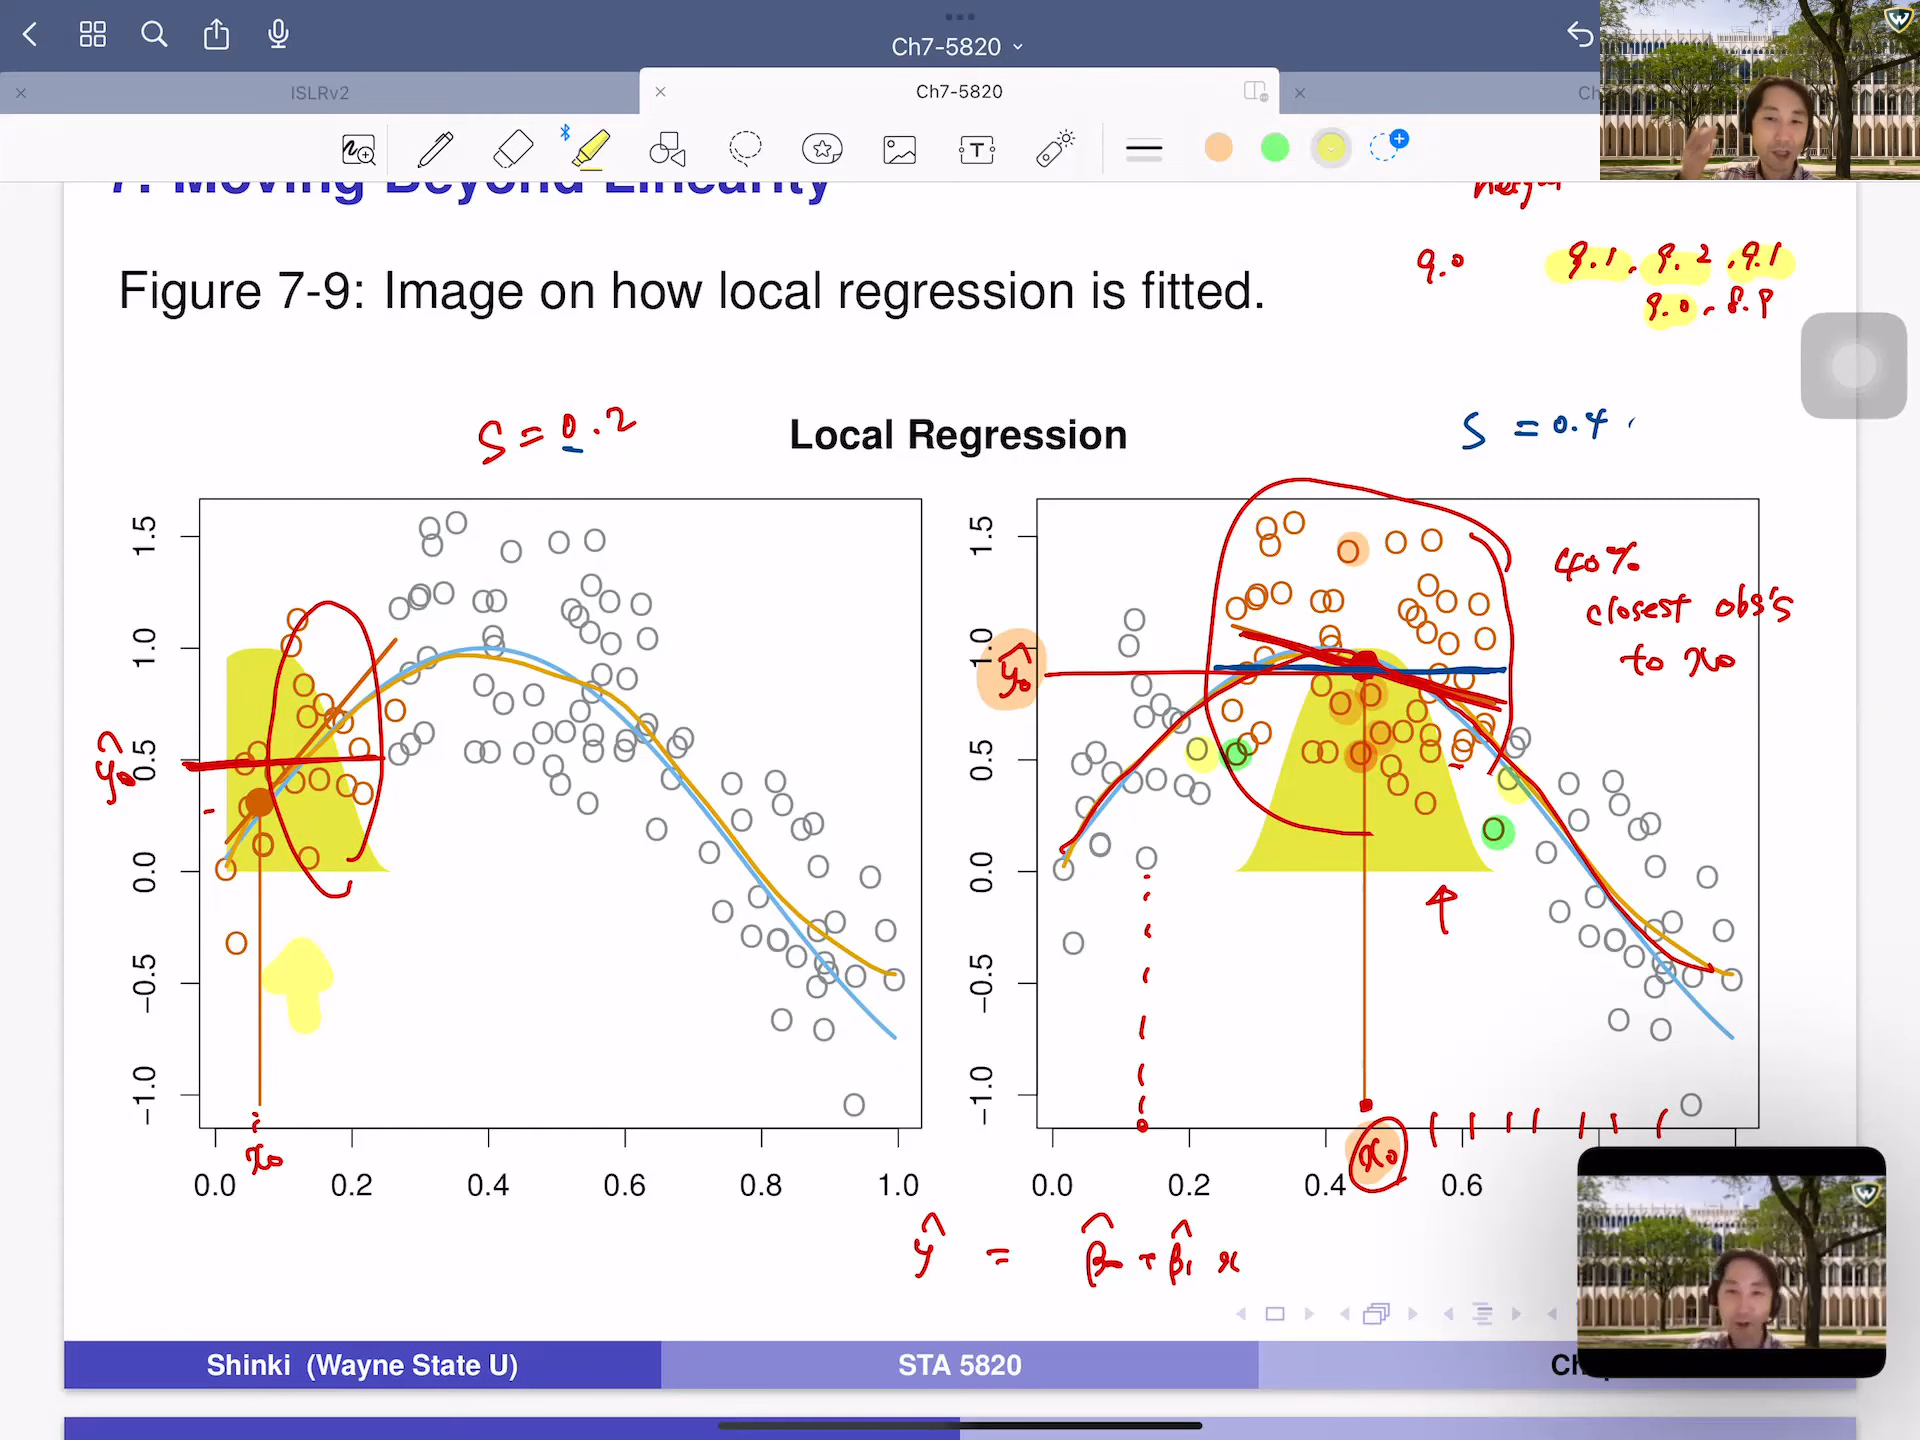 Ch7-5820
ISLRv2
Ch7-5820
Ch
7. Moving Beyond Linearity
Figure 7-9: Image on how local regression is fitted.
9.0
9.1, 9.2, 9.1
9.0, 8.9
S = 0.2
Local Regression
S = 0.4
1.5
1.0
0.5
0.0
−0.5
−1.0
ŷ₀
x₀
0.0 0.2 0.4 0.6 0.8 1.0
1.5
1.0
0.5
0.0
−0.5
−1.0
ŷ₀
40%
closest obs's
to x₀
x₀
0.0 0.2 0.4 0.6
ŷ = β̂₀ + β̂₁ x
Shinki (Wayne State U)
STA 5820
Ch